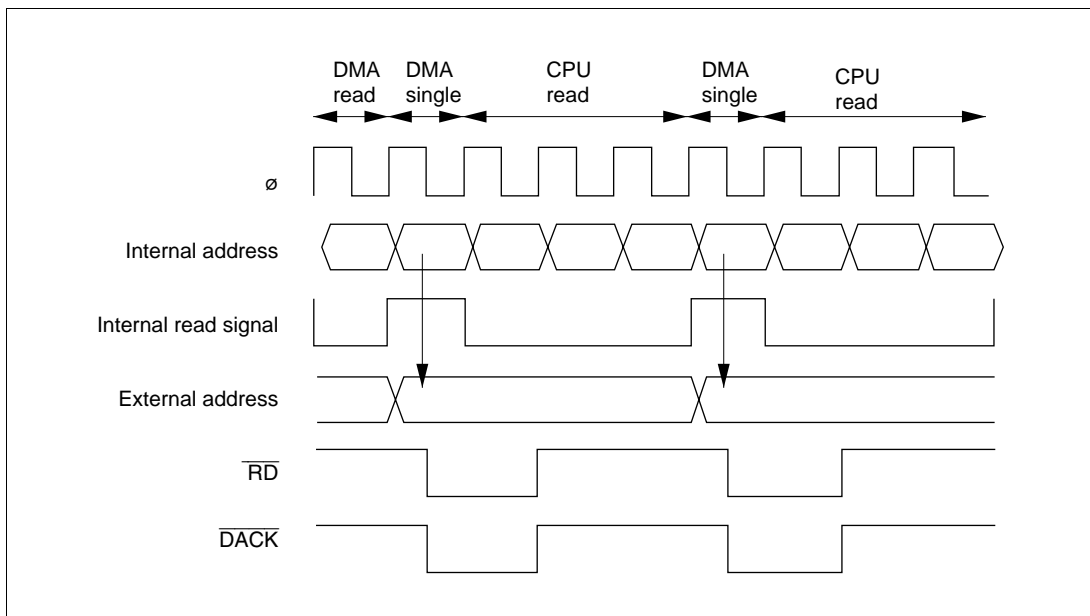 DMA
read
DMA
single
CPU
read
DMA
single
CPU
read
ø
Internal address
Internal read signal
External address
RD
DACK